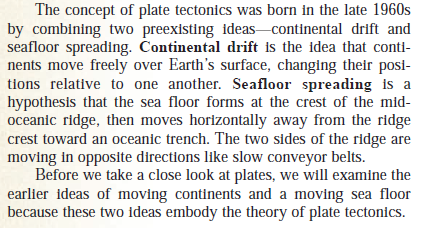 The concept of plate tectonics was born in the late 1960s
by combining two preexisting ideas—continental drift and
seafloor spreading. Continental drift is the idea that conti-
nents move freely over Earth's surface, changing their posi-
tions relative to one another. Seafloor spreading is a
hypothesis that the sea floor forms at the crest of the mid-
oceanic ridge, then moves horizontally away from the ridge
crest toward an oceanic trench. The two sides of the ridge are
moving in opposite directions like slow conveyor belts.
Before we take a close look at plates, we will examine the
earlier ideas of moving continents and a moving sea floor
because these two ideas embody the theory of plate tectonics.